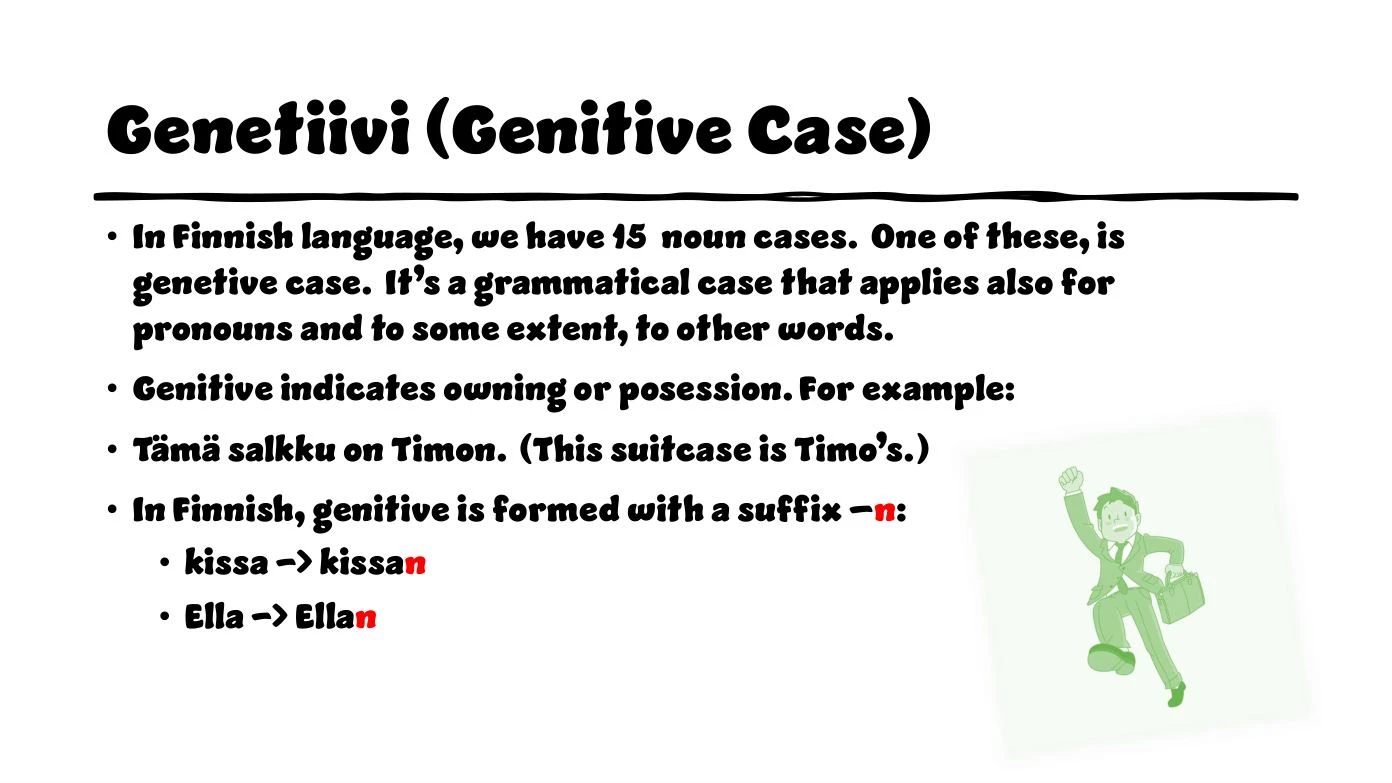 Genetiivi (Genitive Case)
• In Finnish language, we have 15  noun cases.  One of these, is
genetive case.  It’s a grammatical case that applies also for
pronouns and to some extent, to other words.
• Genitive indicates owning or posession. For example:
• Tämä salkku on Timon.  (This suitcase is Timo’s.)
• In Finnish, genitive is formed with a suffix –n:
• kissa –> kissan
• Ella –> Ellan